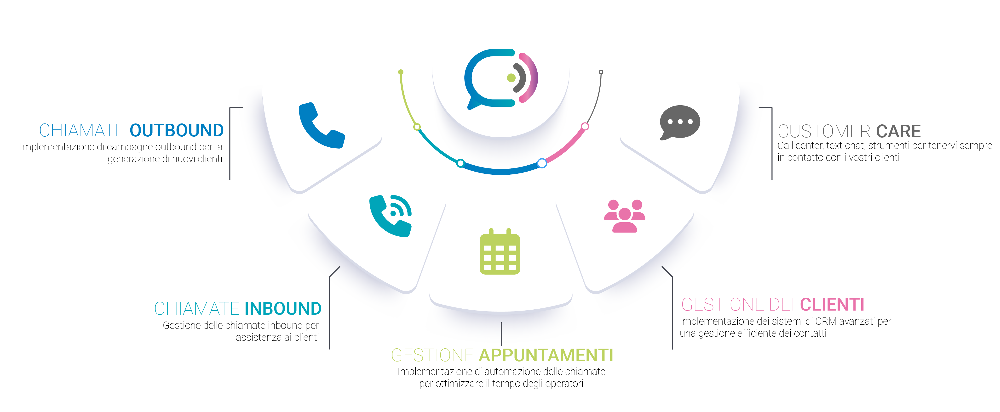 CHIAMATE OUTBOUND
Implementazione di campagne outbound per la
generazione di nuovi clienti
CHIAMATE INBOUND
Gestione delle chiamate inbound per
assistenza ai clienti
GESTIONE APPUNTAMENTI
Implementazione di automazione delle chiamate
per ottimizzare il tempo degli operatori
GESTIONE DEI CLIENTI
Implementazione dei sistemi di CRM avanzati per
una gestione efficiente dei contatti
CUSTOMER CARE
Call center, text chat, strumenti per tenervi sempre
in contatto con i vostri clienti